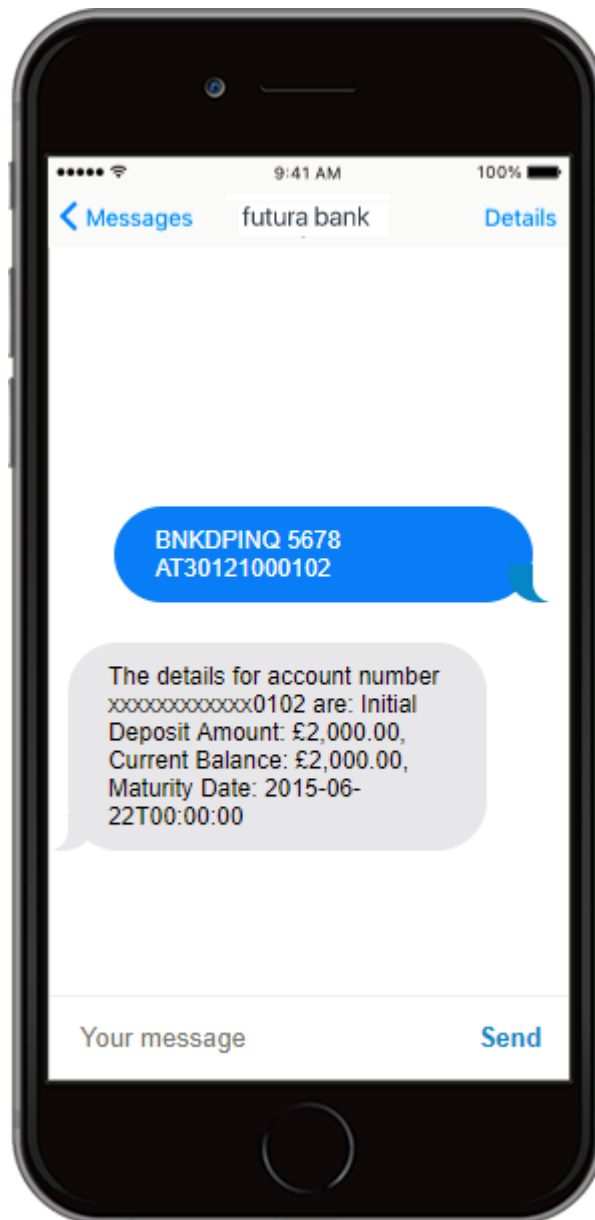 9:41 AM 100%
Messages futura bank Details
BNKDPINQ 5678
AT30121000102
The details for account number
xxxxxxxxxxxx0102 are: Initial
Deposit Amount: £2,000.00,
Current Balance: £2,000.00,
Maturity Date: 2015-06-
22T00:00:00
Your message Send